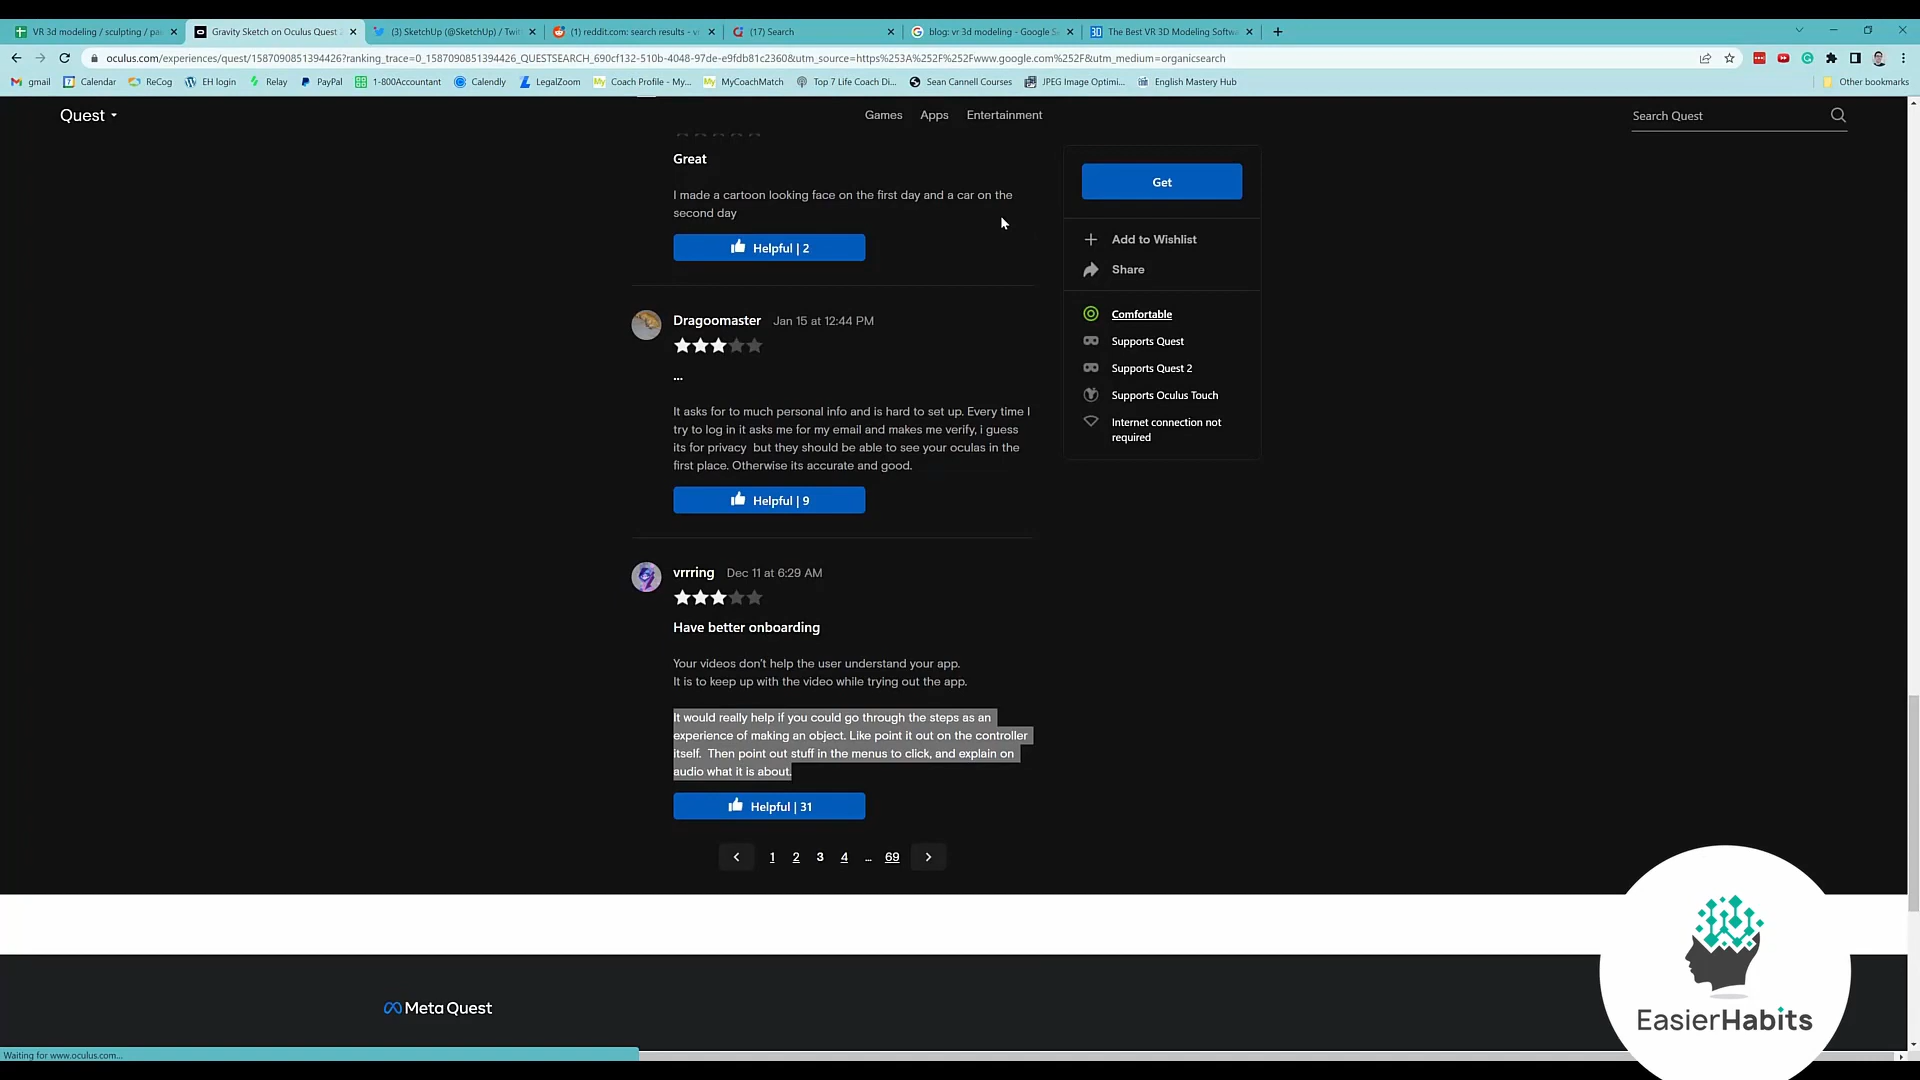 VR 3d modeling / sculpting / pai
Gravity Sketch on Oculus Quest
(3) SketchUp (@SketchUp) / Twit
(1) reddit.com: search results - v
(17) Search
blog: vr 3d modeling - Google S
The Best VR 3D Modeling Softw
oculus.com/experiences/quest/1587090851394426?ranking_trace=0_1587090851394426_QUESTSEARCH_690cf132-510b-4048-97de-e9fdb81c2360&utm_source=https%253A%252F%252Fwww.google.com%252F&utm_medium=organicsearch
gmail
Calendar
ReCog
EH login
Relay
PayPal
1-800Accountant
Calendly
LegalZoom
Coach Profile - My...
MyCoachMatch
Top 7 Life Coach Di...
Sean Cannell Courses
JPEG Image Optimi...
English Mastery Hub
Other bookmarks
Quest
Games
Apps
Entertainment
Search Quest
Great
I made a cartoon looking face on the first day and a car on the
second day
Helpful | 2
Dragoomaster Jan 15 at 12:44 PM
...
It asks for to much personal info and is hard to set up. Every time I
try to log in it asks me for my email and makes me verify, i guess
its for privacy but they should be able to see your oculas in the
first place. Otherwise its accurate and good.
Helpful | 9
vrrring Dec 11 at 6:29 AM
Have better onboarding
Your videos don't help the user understand your app.
It is to keep up with the video while trying out the app.
It would really help if you could go through the steps as an
experience of making an object. Like point it out on the controller
itself. Then point out stuff in the menus to click, and explain on
audio what it is about.
Helpful | 31
< 1 2 3 4 ... 69 >
Get
Add to Wishlist
Share
Comfortable
Supports Quest
Supports Quest 2
Supports Oculus Touch
Internet connection not
required
Meta Quest
EasierHabits
Waiting for www.oculus.com...